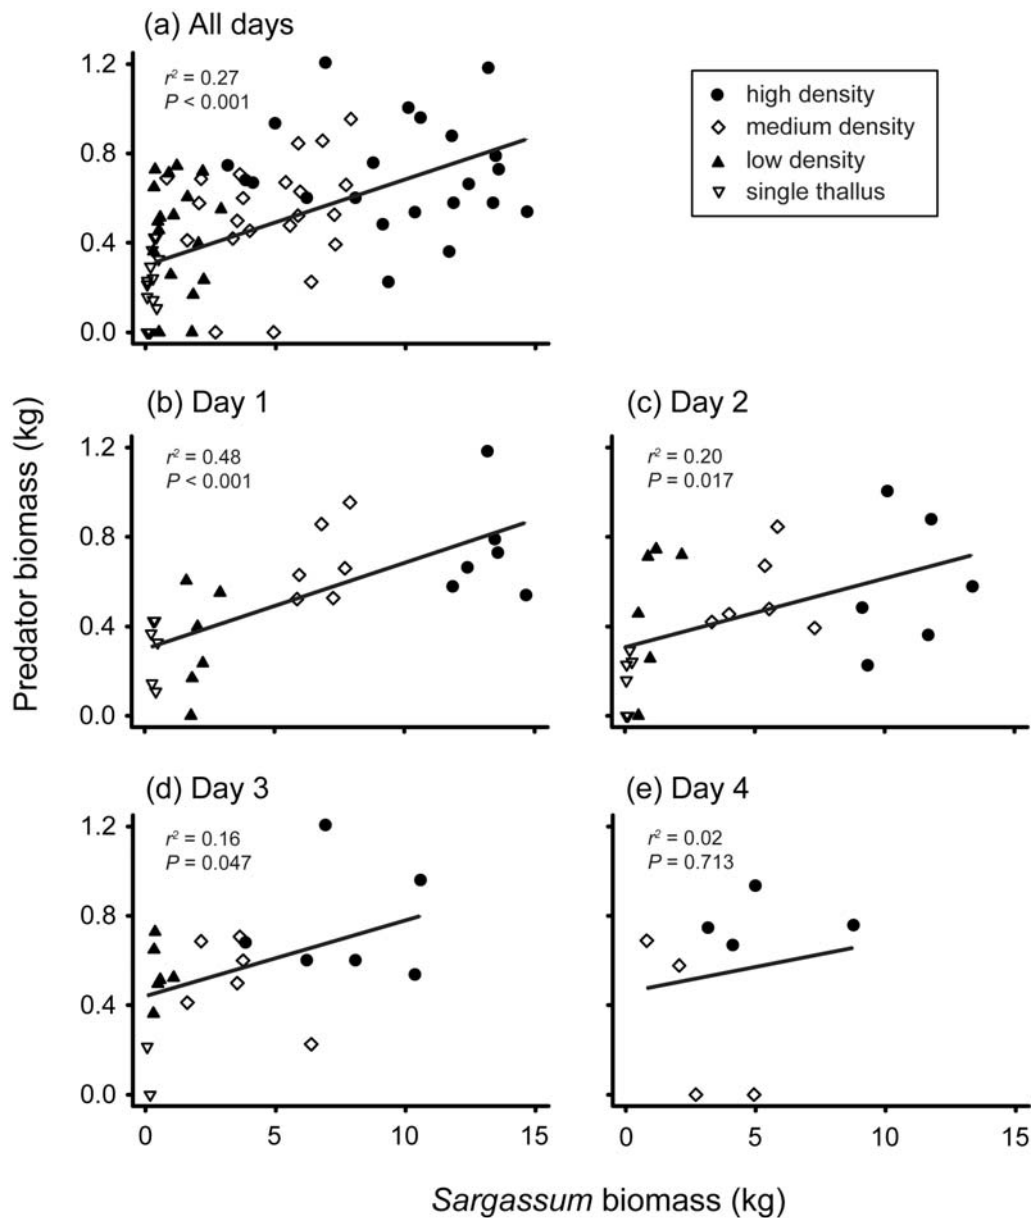 (a) All days
r² = 0.27
P < 0.001
high density
medium density
low density
single thallus
1.2
0.8
0.4
0.0
0
5
10
15
Predator biomass (kg)
(b) Day 1
r² = 0.48
P < 0.001
1.2
0.8
0.4
0.0
(c) Day 2
r² = 0.20
P = 0.017
(d) Day 3
r² = 0.16
P = 0.047
1.2
0.8
0.4
0.0
0
5
10
15
(e) Day 4
r² = 0.02
P = 0.713
0
5
10
15
Sargassum biomass (kg)